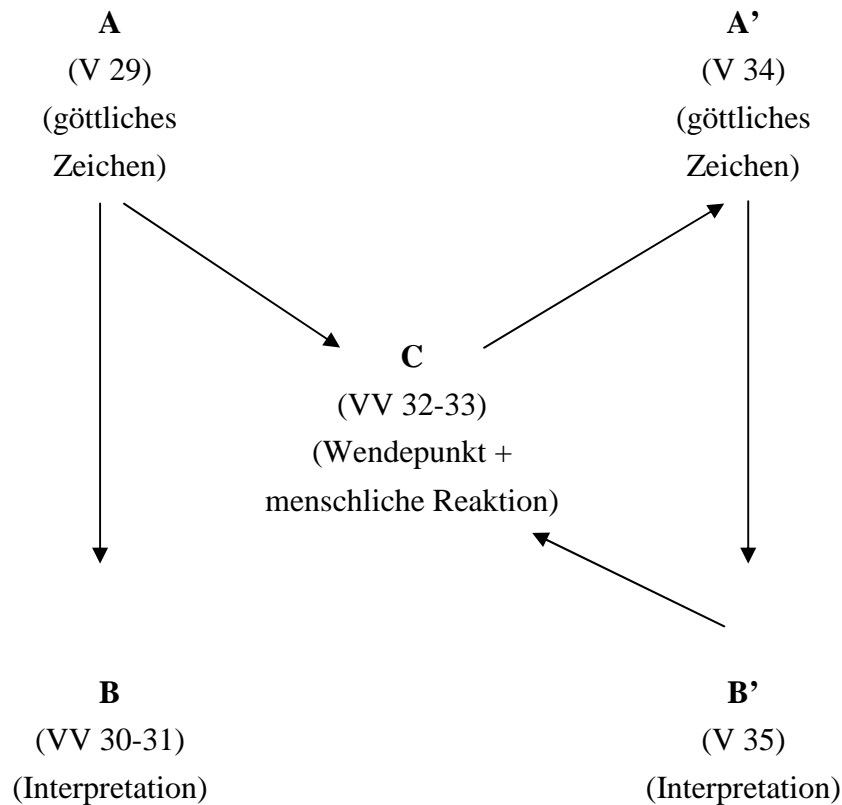 A
(V 29)
(göttliches
Zeichen)
A’
(V 34)
(göttliches
Zeichen)
C
(VV 32-33)
(Wendepunkt +
menschliche Reaktion)
B
(VV 30-31)
(Interpretation)
B’
(V 35)
(Interpretation)